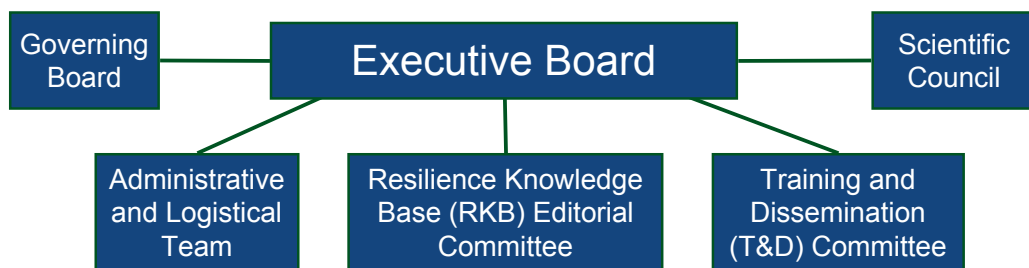 Governing
Board
Executive Board
Scientific
Council
Administrative
and Logistical
Team
Resilience Knowledge
Base (RKB) Editorial
Committee
Training and
Dissemination
(T&D) Committee